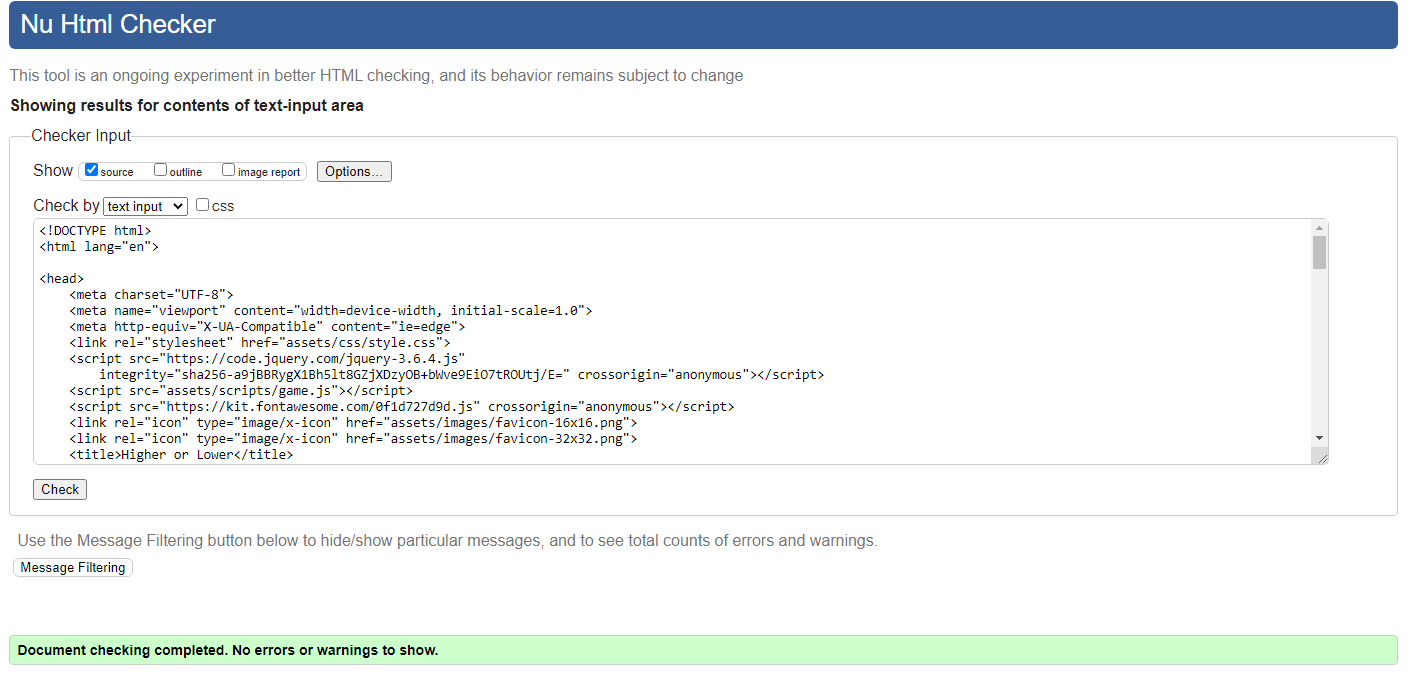 Nu Html Checker
This tool is an ongoing experiment in better HTML checking, and its behavior remains subject to change
Showing results for contents of text-input area
Checker Input
Show source outline image report Options...
Check by text input css
<!DOCTYPE html>
<html lang="en">
<head>
    <meta charset="UTF-8">
    <meta name="viewport" content="width=device-width, initial-scale=1.0">
    <meta http-equiv="X-UA-Compatible" content="ie=edge">
    <link rel="stylesheet" href="assets/css/style.css">
    <script src="https://code.jquery.com/jquery-3.6.4.js"
        integrity="sha256-a9jBBRygX1Bh5lt8GZjXDzyOB+bWve9EiO7tROUtj/E=" crossorigin="anonymous"></script>
    <script src="assets/scripts/game.js"></script>
    <script src="https://kit.fontawesome.com/0f1d727d9d.js" crossorigin="anonymous"></script>
    <link rel="icon" type="image/x-icon" href="assets/images/favicon-16x16.png">
    <link rel="icon" type="image/x-icon" href="assets/images/favicon-32x32.png">
    <title>Higher or Lower</title>
Check
Use the Message Filtering button below to hide/show particular messages, and to see total counts of errors and warnings.
Message Filtering
Document checking completed. No errors or warnings to show.